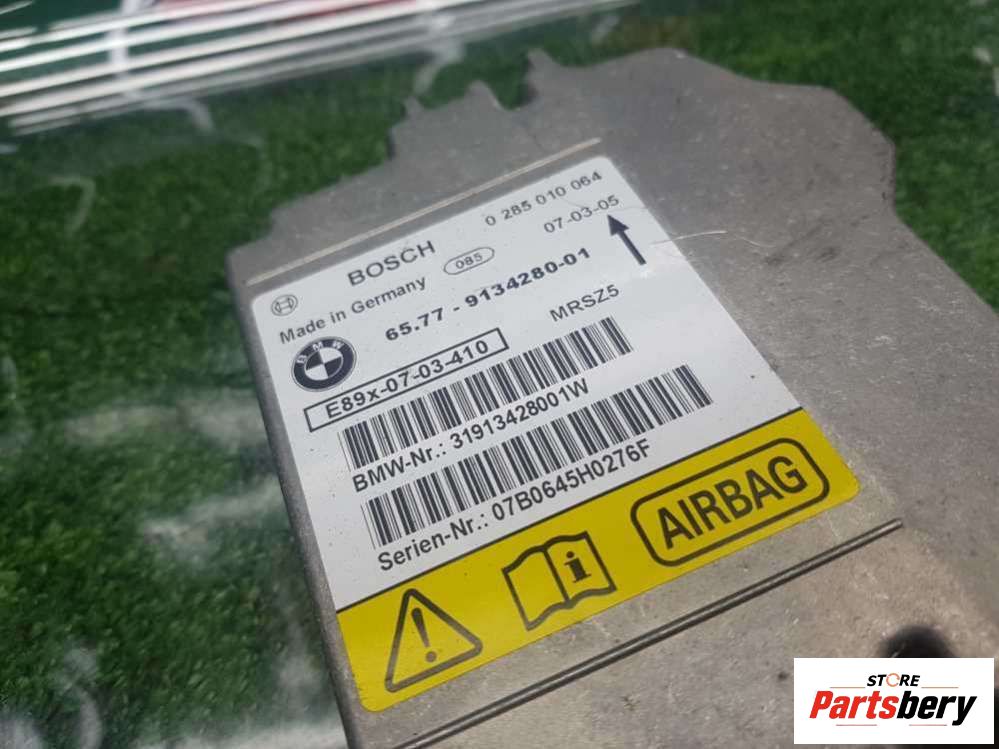 BOSCH 0 285 010 064
Made in Germany 085 07-03-05
BMW 65.77 - 9134280-01
E89x-07-03-410 MRSZ5
BMW-Nr.: 31913428001W
Serien-Nr.: 07B0645H0276F
AIRBAG
STORE
Partsbery